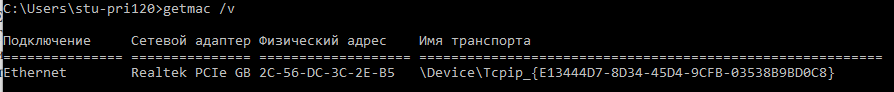 C:\Users\stu-pri120>getmac /v
Подключение     Сетевой адаптер Физический адрес    Имя транспорта
=============== =============== =================== ==========================================================
Ethernet        Realtek PCIe GB 2C-56-DC-3C-2E-B5   \Device\Tcpip_{E13444D7-8D34-45D4-9CFB-03538B9BD0C8}